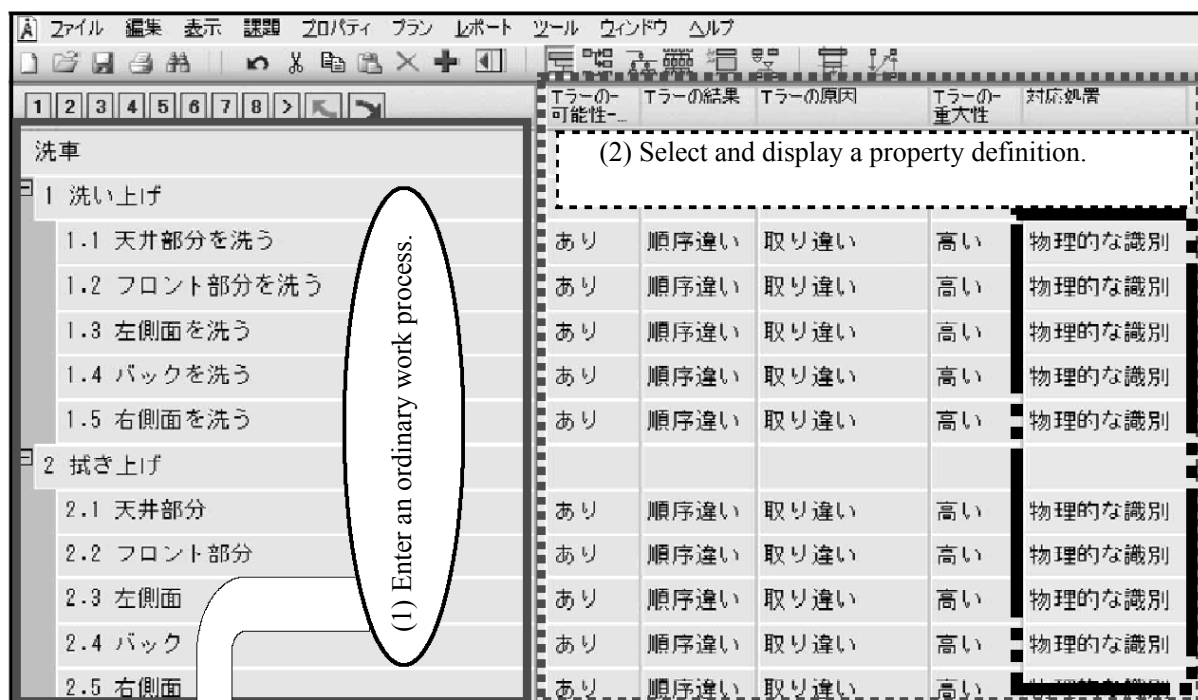 ファイル 編集 表示 課題 プロパティ プラン レポート ツール ウィンドウ ヘルプ
1 2 3 4 5 6 7 8 >
エラーの-可能性-... エラーの結果 エラーの原因 エラーの-重大性 対応処置
洗車
(2) Select and display a property definition.
1 洗い上げ
1.1 天井部分を洗う あり 順序違い 取り違い 高い 物理的な識別
1.2 フロント部分を洗う あり 順序違い 取り違い 高い 物理的な識別
1.3 左側面を洗う あり 順序違い 取り違い 高い 物理的な識別
1.4 バックを洗う あり 順序違い 取り違い 高い 物理的な識別
1.5 右側面を洗う あり 順序違い 取り違い 高い 物理的な識別
2 拭き上げ
2.1 天井部分 あり 順序違い 取り違い 高い 物理的な識別
2.2 フロント部分 あり 順序違い 取り違い 高い 物理的な識別
2.3 左側面 あり 順序違い 取り違い 高い 物理的な識別
2.4 バック あり 順序違い 取り違い 高い 物理的な識別
2.5 右側面 あり 順序違い 取り違い 高い
(1) Enter an ordinary work process.